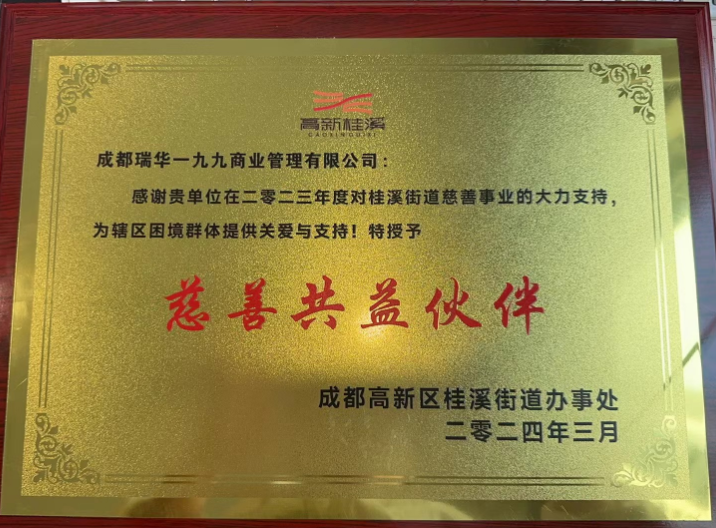 高新桂溪
GAOXINGUIXI
成都瑞华一九九商业管理有限公司：
感谢贵单位在二零二三年度对桂溪街道慈善事业的大力支持，
为辖区困境群体提供关爱与支持！特授予
慈善共益伙伴
成都高新区桂溪街道办事处
二零二四年三月